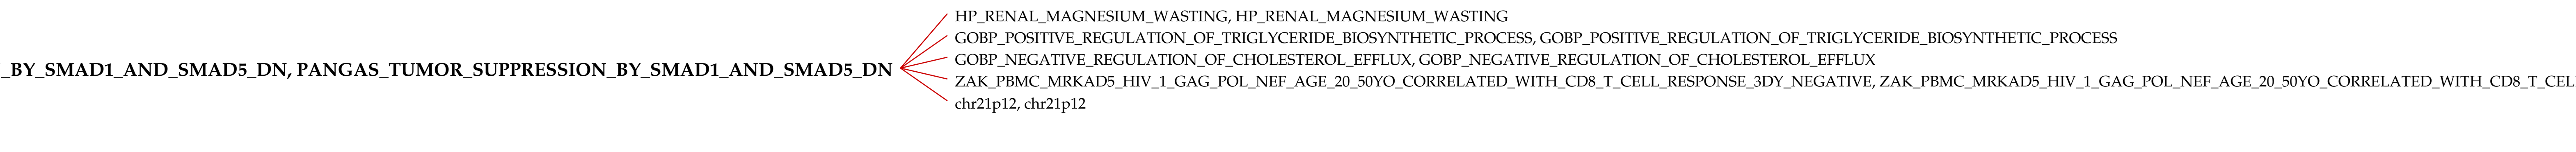 HP_RENAL_MAGNESIUM_WASTING, HP_RENAL_MAGNESIUM_WASTING
GOBP_POSITIVE_REGULATION_OF_TRIGLYCERIDE_BIOSYNTHETIC_PROCESS, GOBP_POSITIVE_REGULATION_OF_TRIGLYCERIDE_BIOSYNTHETIC_PROCESS
GOBP_NEGATIVE_REGULATION_OF_CHOLESTEROL_EFFLUX, GOBP_NEGATIVE_REGULATION_OF_CHOLESTEROL_EFFLUX
_BY_SMAD1_AND_SMAD5_DN, PANGAS_TUMOR_SUPPRESSION_BY_SMAD1_AND_SMAD5_DN
ZAK_PBMC_MRKAD5_HIV_1_GAG_POL_NEF_AGE_20_50YO_CORRELATED_WITH_CD8_T_CELL_RESPONSE_3DY_NEGATIVE, ZAK_PBMC_MRKAD5_HIV_1_GAG_POL_NEF_AGE_20_50YO_CORRELATED_WITH_CD8_T_CEL
chr21p12, chr21p12